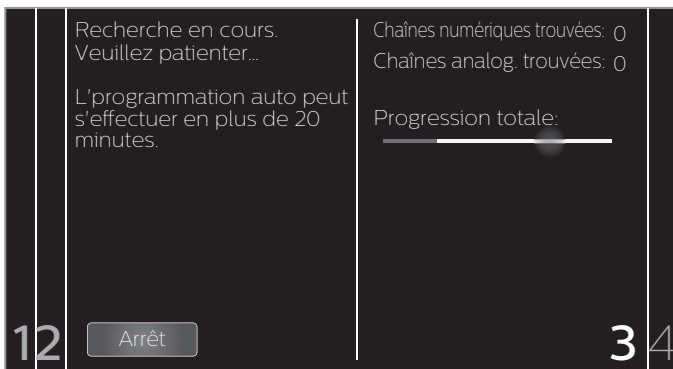 Recherche en cours.
Veuillez patienter...
L'programmation auto peut
s'effectuer en plus de 20
minutes.
Chaînes numériques trouvées: 0
Chaînes analog. trouvées: 0
Progression totale:
1 2
Arrêt
3 4